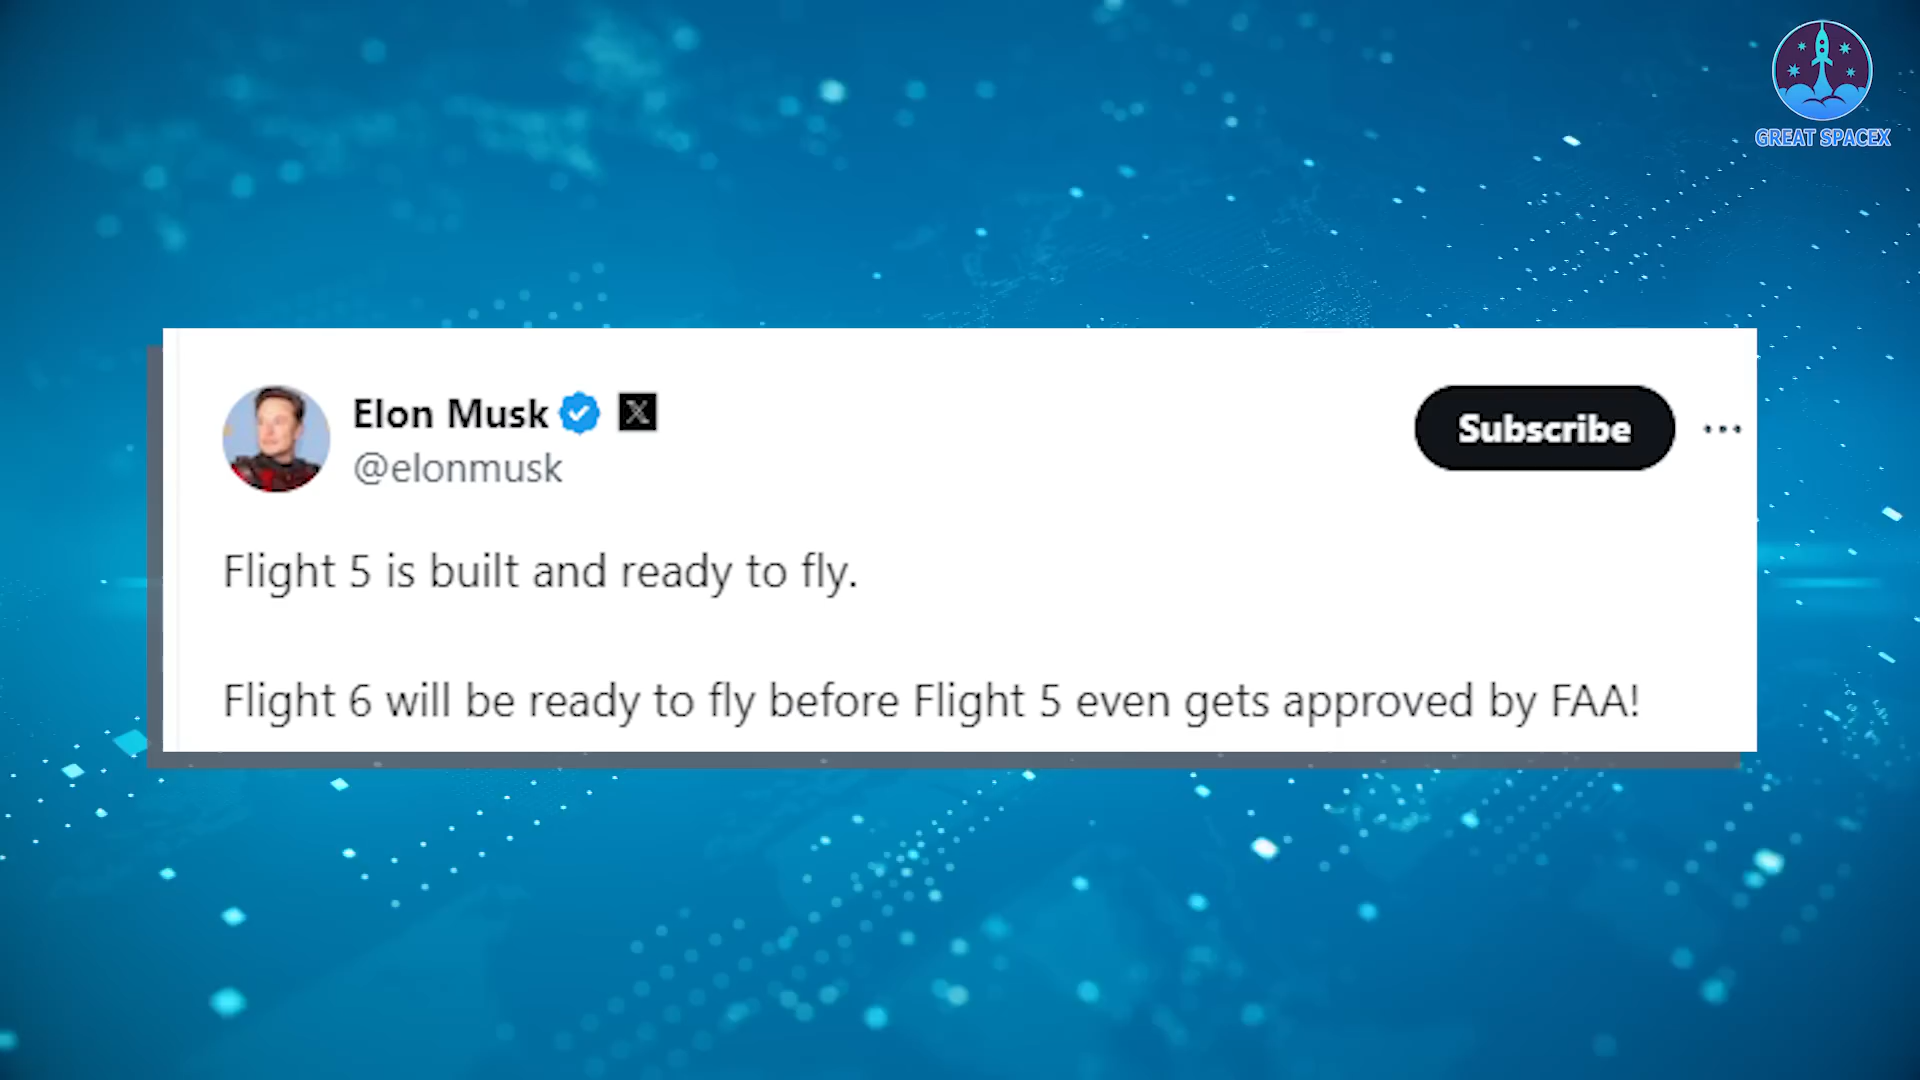 GREAT SPACEX
Elon Musk
@elonmusk
Subscribe
Flight 5 is built and ready to fly.
Flight 6 will be ready to fly before Flight 5 even gets approved by FAA!